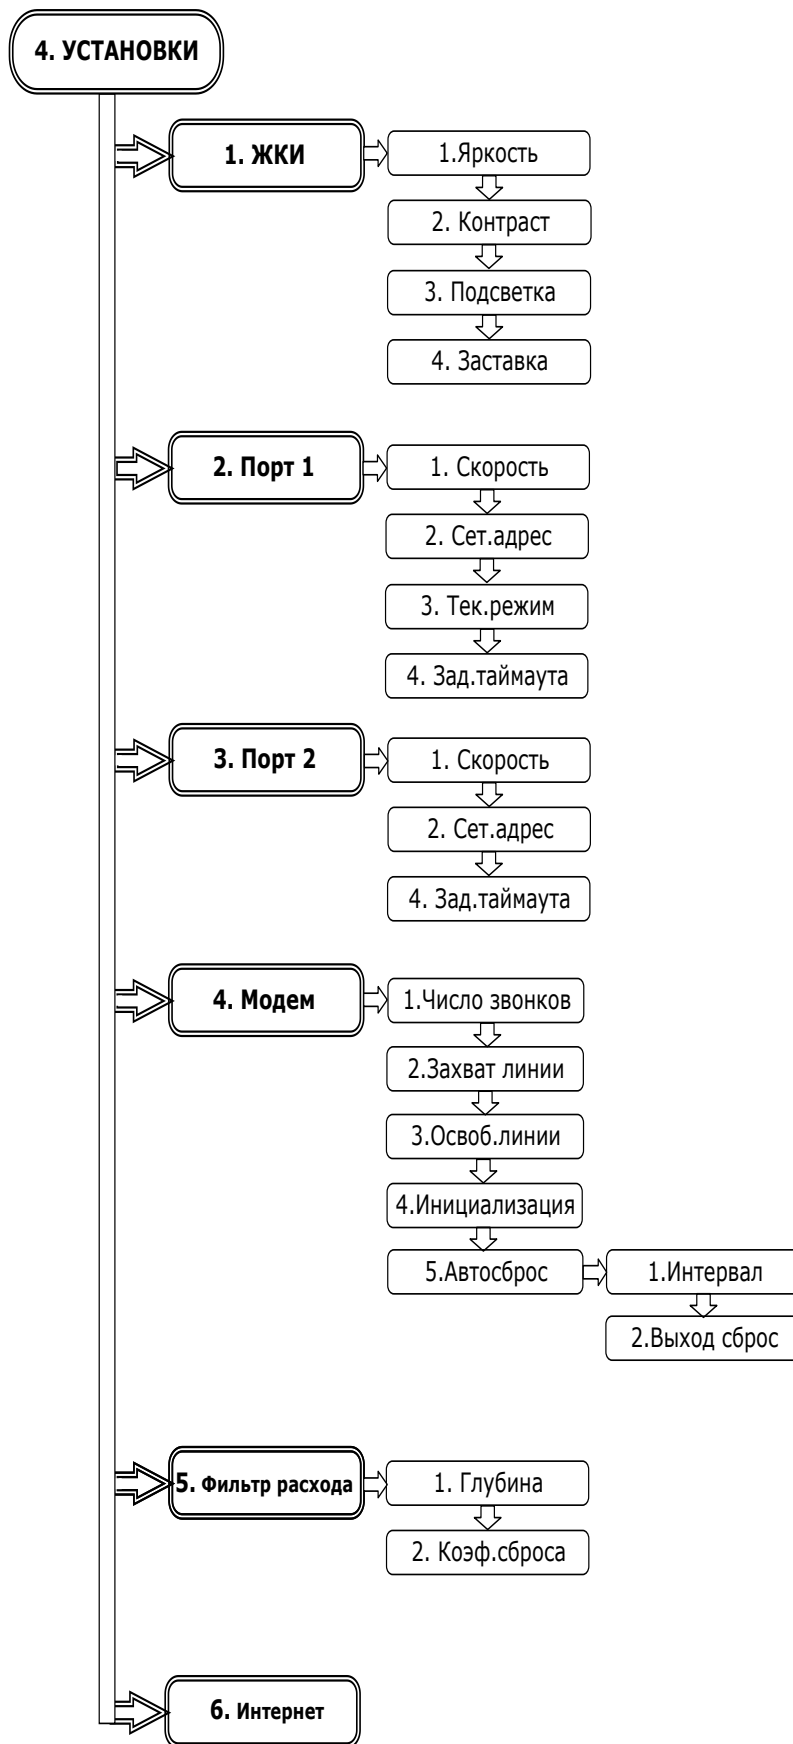 4. УСТАНОВКИ
1. ЖКИ
1.Яркость
2. Контраст
3. Подсветка
4. Заставка
2. Порт 1
1. Скорость
2. Сет.адрес
3. Тек.режим
4. Зад.таймаута
3. Порт 2
1. Скорость
2. Сет.адрес
4. Зад.таймаута
4. Модем
1.Число звонков
2.Захват линии
3.Освоб.линии
4.Инициализация
5.Автосброс
1.Интервал
2.Выход сброс
5. Фильтр расхода
1. Глубина
2. Коэф.сброса
6. Интернет